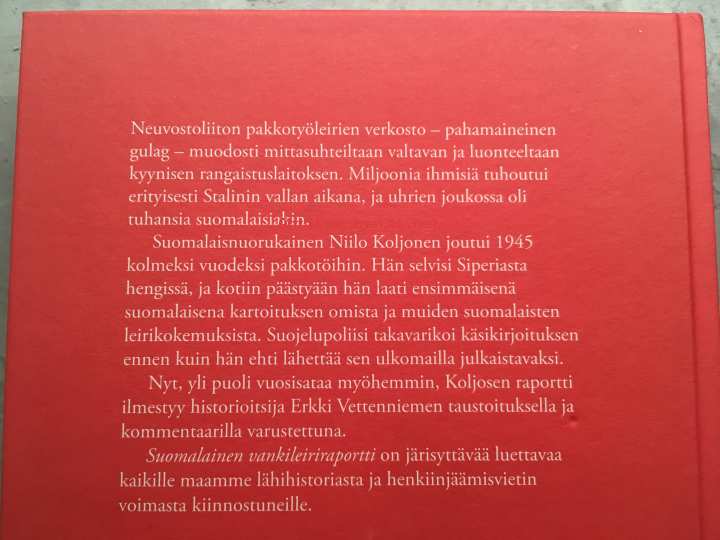 Neuvostoliiton pakkotyöleirien verkosto – pahamaineinen
gulag – muodosti mittasuhteiltaan valtavan ja luonteeltaan
kyynisen rangaistuslaitoksen. Miljoonia ihmisiä tuhoutui
erityisesti Stalinin vallan aikana, ja uhrien joukossa oli
tuhansia suomalaisiakin.
Suomalaisnuorukainen Niilo Koljonen joutui 1945
kolmeksi vuodeksi pakkotöihin. Hän selvisi Siperiasta
hengissä, ja kotiin päästyään hän laati ensimmäisenä
suomalaisena kartoituksen omista ja muiden suomalaisten
leirikokemuksista. Suojelupoliisi takavarikoi käsikirjoituksen
ennen kuin hän ehti lähettää sen ulkomailla julkaistavaksi.
Nyt, yli puoli vuosisataa myöhemmin, Koljosen raportti
ilmestyy historioitsija Erkki Vettenniemen taustoituksella ja
kommentaarilla varustettuna.
Suomalainen vankileiriraportti on järisyttävää luettavaa
kaikille maamme lähihistoriasta ja henkiinjäämisvietin
voimasta kiinnostuneille.